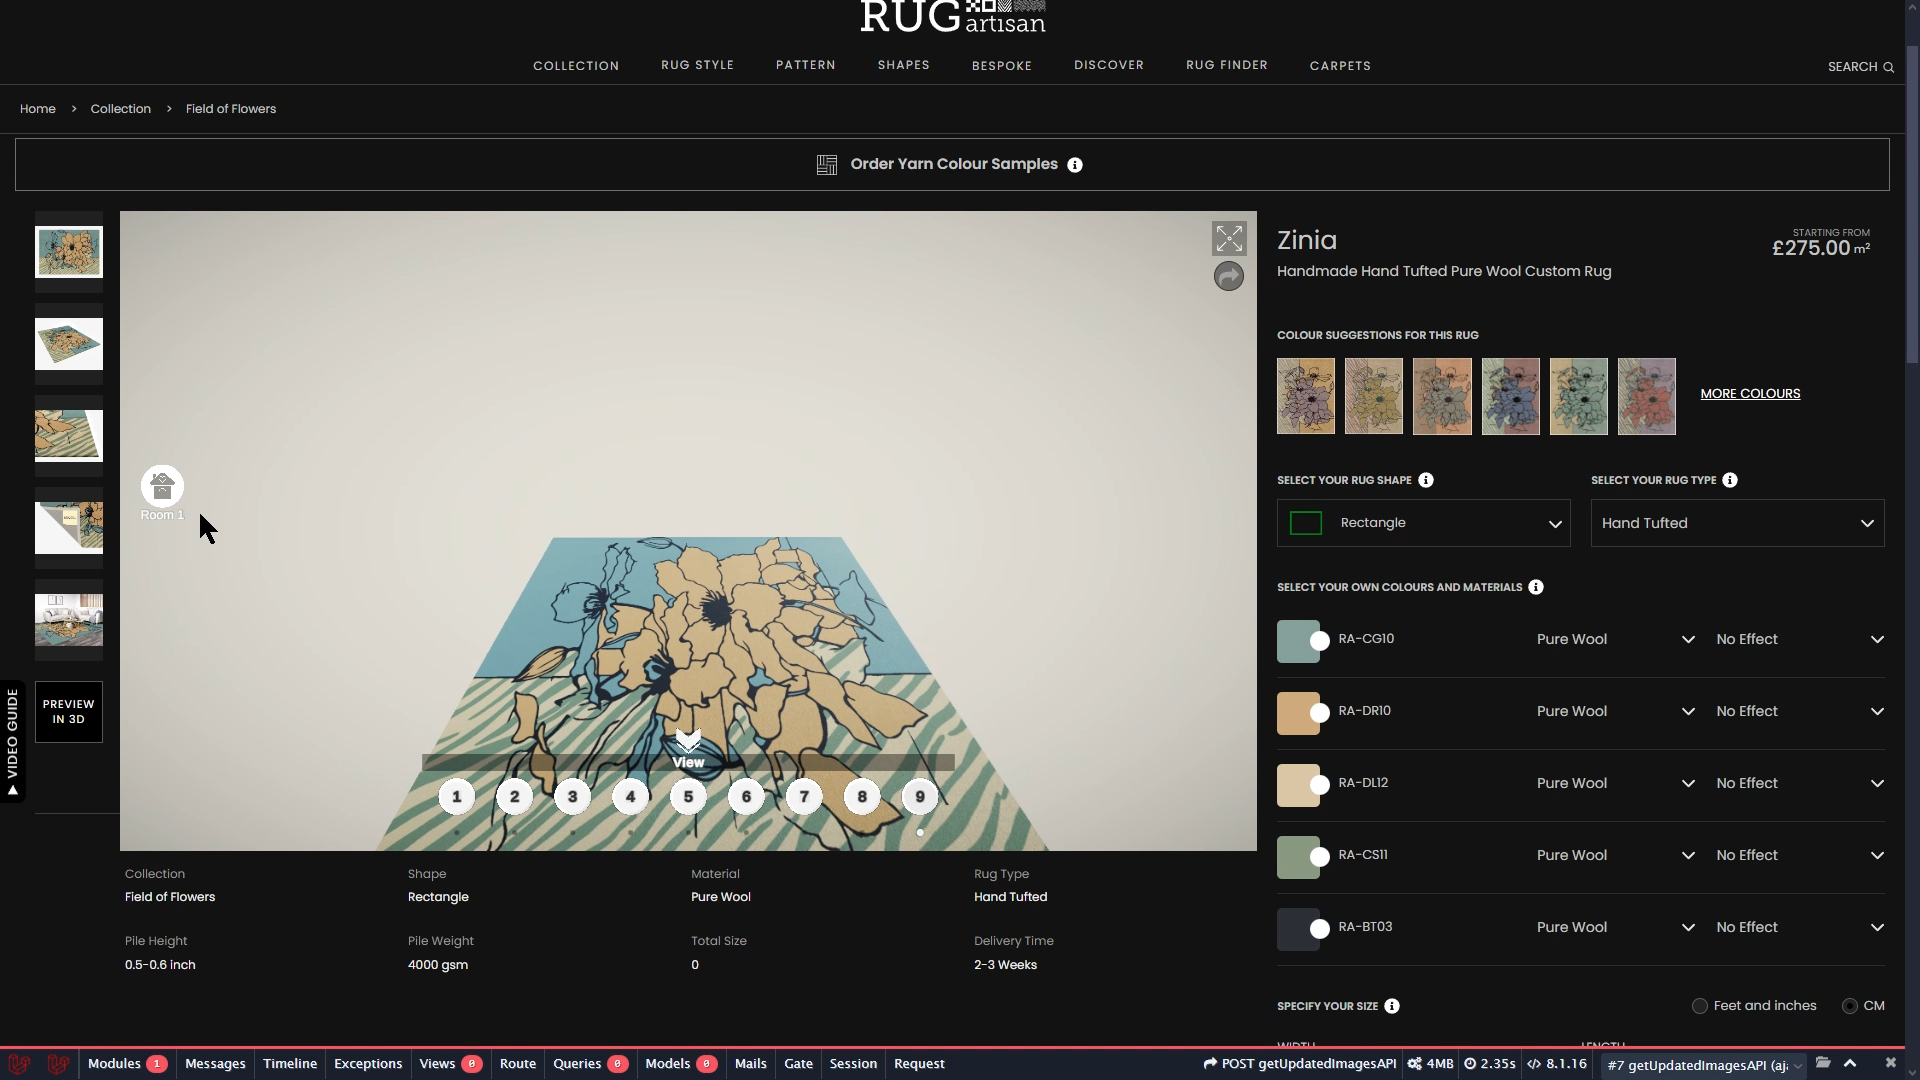 RUG artisan
COLLECTION RUG STYLE PATTERN SHAPES BESPOKE DISCOVER RUG FINDER CARPETS
SEARCH
Home > Collection > Field of Flowers
Order Yarn Colour Samples
VIDEO GUIDE
PREVIEW
IN 3D
Room 1
View
1 2 3 4 5 6 7 8 9
Collection
Field of Flowers
Shape
Rectangle
Material
Pure Wool
Rug Type
Hand Tufted
Pile Height
0.5-0.6 inch
Pile Weight
4000 gsm
Total Size
0
Delivery Time
2-3 Weeks
Zinia
STARTING FROM
£275.00 m²
Handmade Hand Tufted Pure Wool Custom Rug
COLOUR SUGGESTIONS FOR THIS RUG
MORE COLOURS
SELECT YOUR RUG SHAPE
Rectangle
SELECT YOUR RUG TYPE
Hand Tufted
SELECT YOUR OWN COLOURS AND MATERIALS
RA-CG10 Pure Wool No Effect
RA-DR10 Pure Wool No Effect
RA-DL12 Pure Wool No Effect
RA-CS11 Pure Wool No Effect
RA-BT03 Pure Wool No Effect
SPECIFY YOUR SIZE
Feet and inches CM
WIDTH LENGTH
Modules 1 Messages Timeline Exceptions Views 0 Route Queries 0 Models 0 Mails Gate Session Request POST getUpdatedImagesAPI 4MB 2.35s 8.1.16 #7 getUpdatedImagesAPI (aj